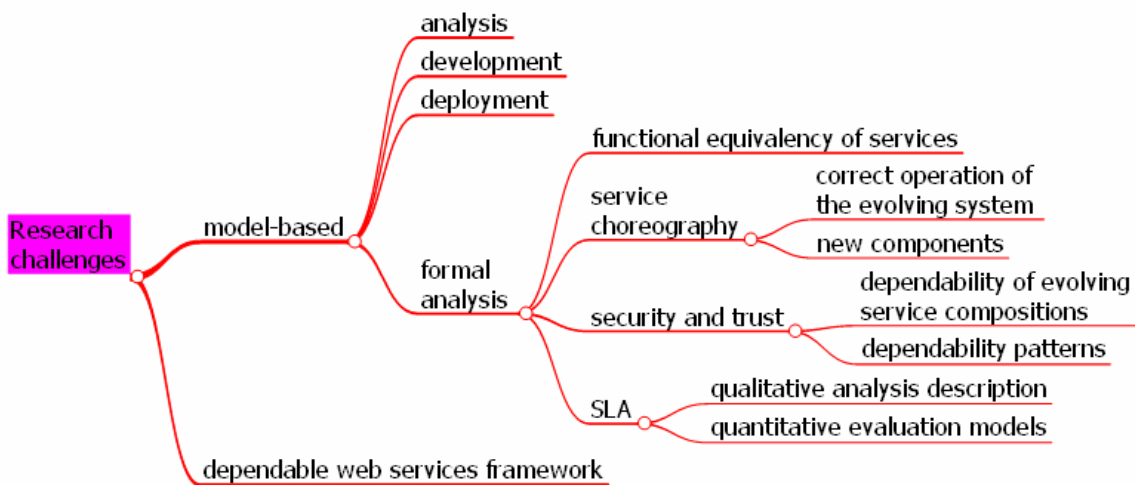 Research
challenges
model-based
analysis
development
deployment
formal
analysis
functional equivalency of services
service
choreography
correct operation of
the evolving system
new components
security and trust
dependability of evolving
service compositions
dependability patterns
SLA
qualitative analysis description
quantitative evaluation models
dependable web services framework